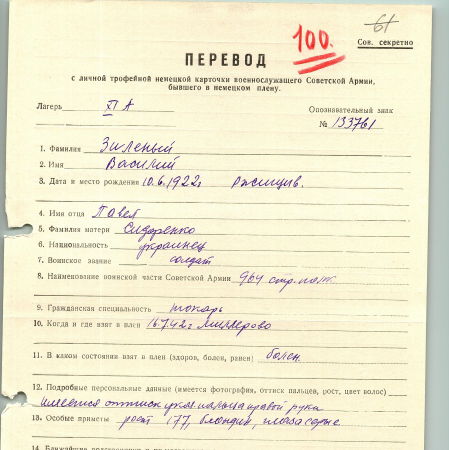 61
100.
Сов. секретно
ПЕРЕВОД
с личной трофейной немецкой карточки военнослужащего Советской Армии,
бывшего в немецком плену.
Лагерь XI А
Опознавательный знак
№ 133761
1. Фамилия Зиленый
2. Имя Василий
3. Дата и место рождение 10.6.1922г Ржищив.
4. Имя отца Павел
5. Фамилия матери Сидоренко
6. Национальность украинец
7. Воинское звание солдат
8. Наименование воинской части Советской Армии 964 стр. полк
9. Гражданская специальность токарь
10. Когда и где взят в плен 16.7.42г Миллерово
11. В каком состоянии взят в плен (здоров, болен, ранен) болен.
12. Подробные персональные данные (имеется фотография, оттиск пальцев, рост, цвет волос)
имеется оттиск указ. пальца правой руки
13. Особые приметы рост 177, блондин, глаза серые.